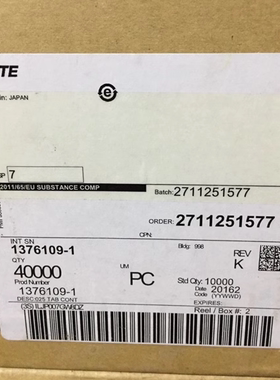 TE
in: JAPAN
e
SP 7
2011/65/EU SUBSTANCE COMP
Batch: 2711251577
ORDER: 2711251577
CPN:
INT SN
1376109-1
Bldg: 998
REV
K
QTY
40000
UM
PC
Std Qty: 10000
Date: 20162
Code: (YYWWD)
Prod Number
1376109-1
DESC:025 TAB CONT
Reel / Box #: 2